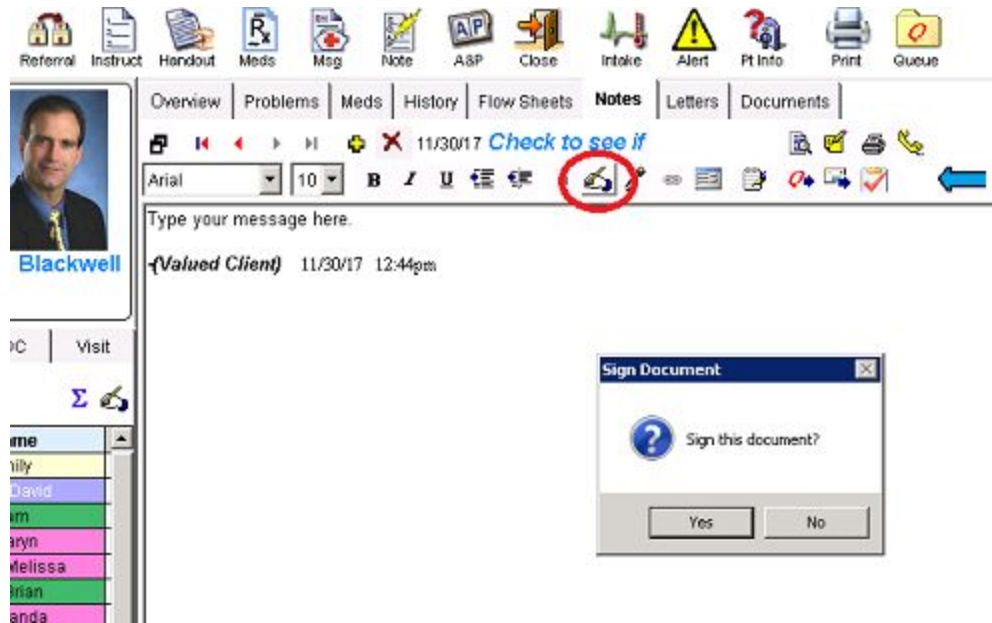 Referral Instruct Handout Meds Msg Note A&P Close Intake Alert Pt Info Print Queue
Overview Problems Meds History Flow Sheets Notes Letters Documents
11/30/17 Check to see if
Arial 10 B I U
Type your message here.
-(Valued Client) 11/30/17 12:44pm
Blackwell
Visit
Σ
Sign Document
Sign this document?
Yes No
David
Melissa